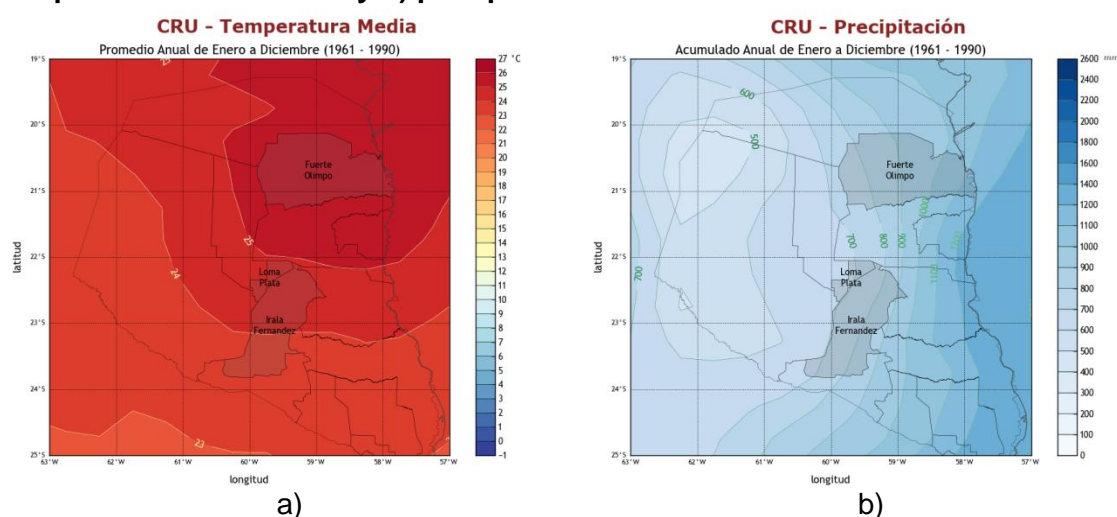 CRU - Temperatura Media
Promedio Anual de Enero a Diciembre (1961 - 1990)
19°S
20°S
21°S
22°S
23°S
24°S
25°S
latitud
63°W
62°W
61°W
60°W
59°W
58°W
57°W
longitud
25
24
23
Fuerte
Olimpo
Loma
Plata
Irala
Fernandez
27 °C
26
25
24
23
22
21
20
19
18
17
16
15
14
13
12
11
10
9
8
7
6
5
4
3
2
1
0
-1
a)
CRU - Precipitación
Acumulado Anual de Enero a Diciembre (1961 - 1990)
19°S
20°S
21°S
22°S
23°S
24°S
25°S
latitud
63°W
62°W
61°W
60°W
59°W
58°W
57°W
longitud
600
500
700
700
800
900
1100
Fuerte
Olimpo
Loma
Plata
Irala
Fernandez
2600 mm
2400
2200
2000
1800
1600
1400
1200
1000
900
800
700
600
500
400
300
200
100
0
b)